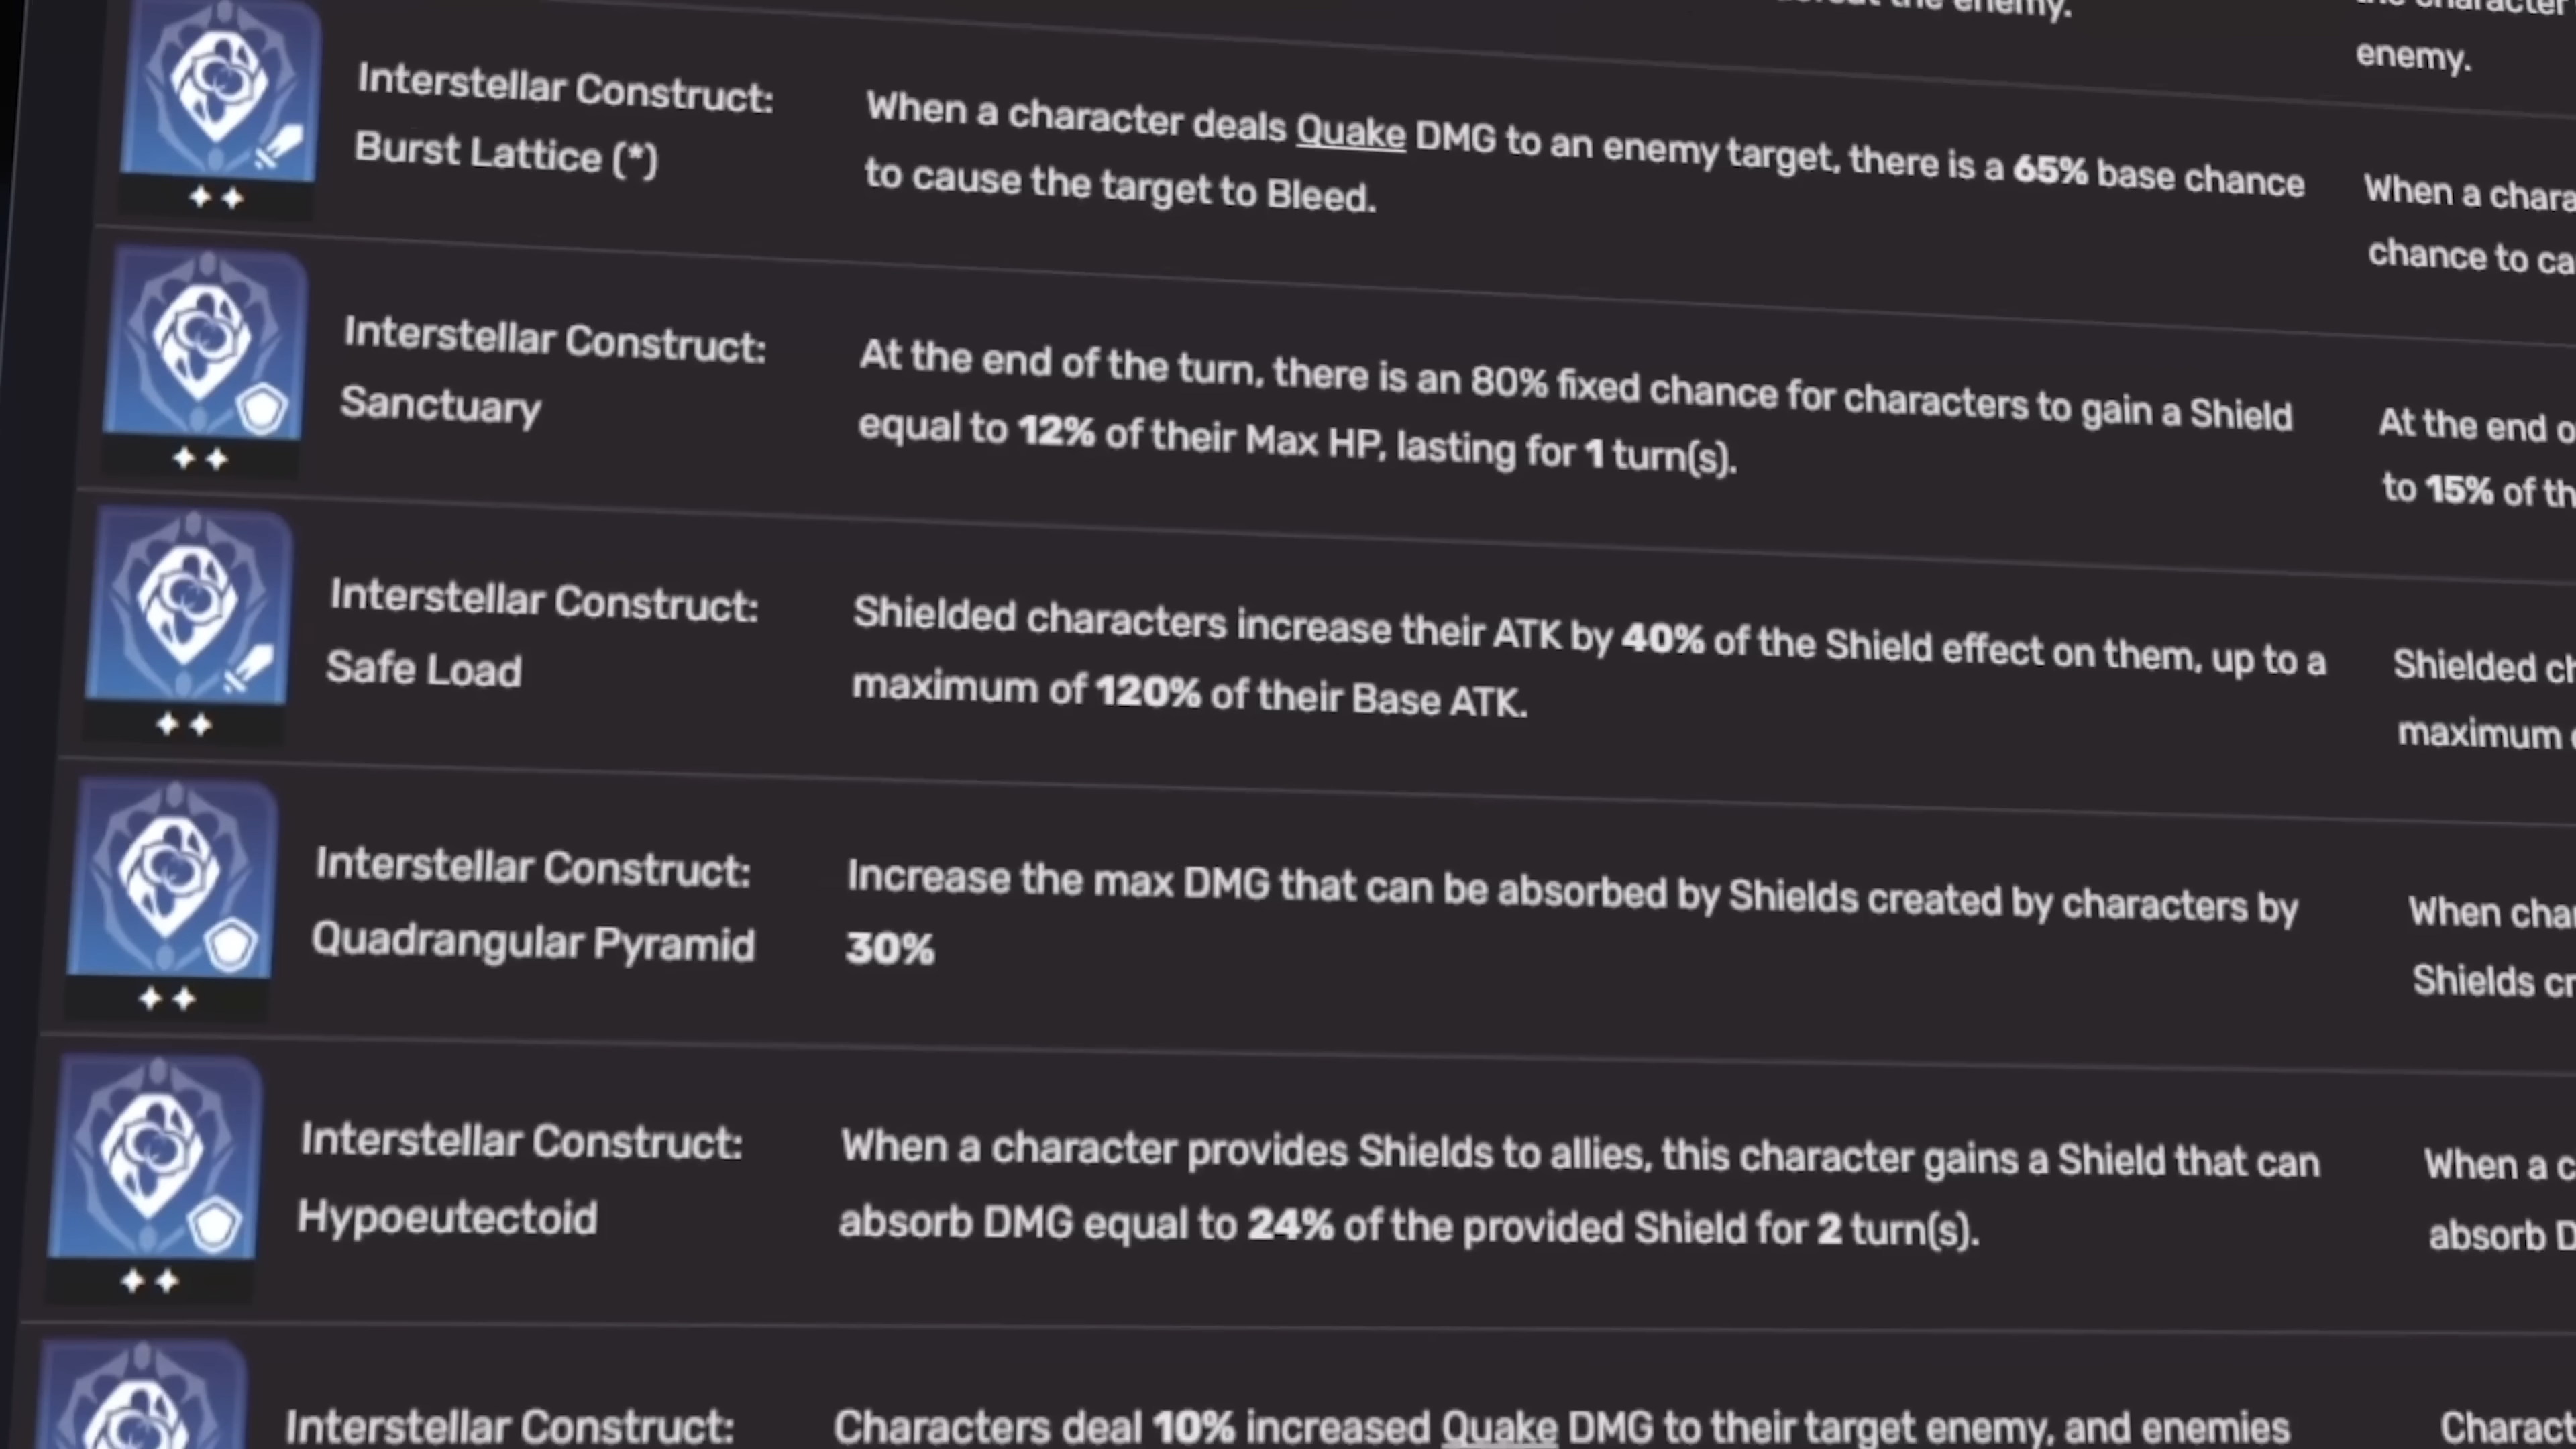 enemy.
enemy.
Interstellar Construct:
Burst Lattice (*)
When a character deals Quake DMG to an enemy target, there is a 65% base chance
to cause the target to Bleed.
When a
chance to
Interstellar Construct:
Sanctuary
At the end of the turn, there is an 80% fixed chance for characters to gain a Shield
equal to 12% of their Max HP, lasting for 1 turn(s).
At the end
to 15% of
Interstellar Construct:
Safe Load
Shielded characters increase their ATK by 40% of the Shield effect on them, up to a
maximum of 120% of their Base ATK.
Shielded
maximum
Interstellar Construct:
Quadrangular Pyramid
Increase the max DMG that can be absorbed by Shields created by characters by
30%
When
Shields
Interstellar Construct:
Hypoeutectoid
When a character provides Shields to allies, this character gains a Shield that can
absorb DMG equal to 24% of the provided Shield for 2 turn(s).
When a
absorb
Interstellar Construct:
Characters deal 10% increased Quake DMG to their target enemy, and enemies